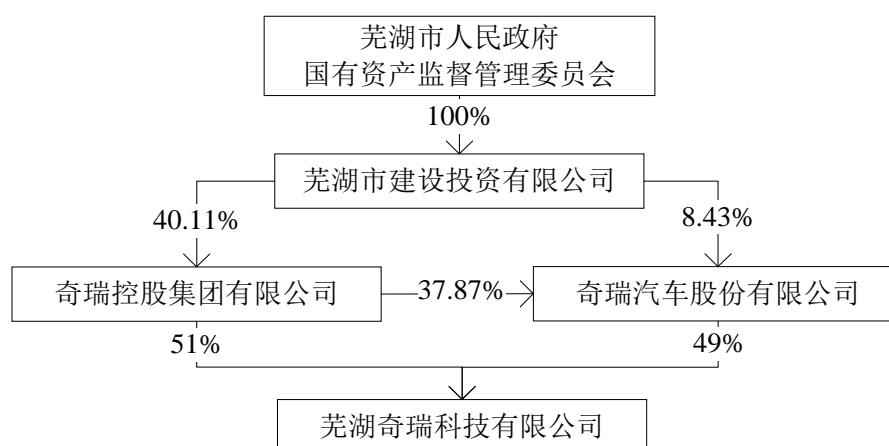 芜湖市人民政府
国有资产监督管理委员会
100%
芜湖市建设投资有限公司
40.11%
8.43%
奇瑞控股集团有限公司
37.87%
奇瑞汽车股份有限公司
51%
49%
芜湖奇瑞科技有限公司